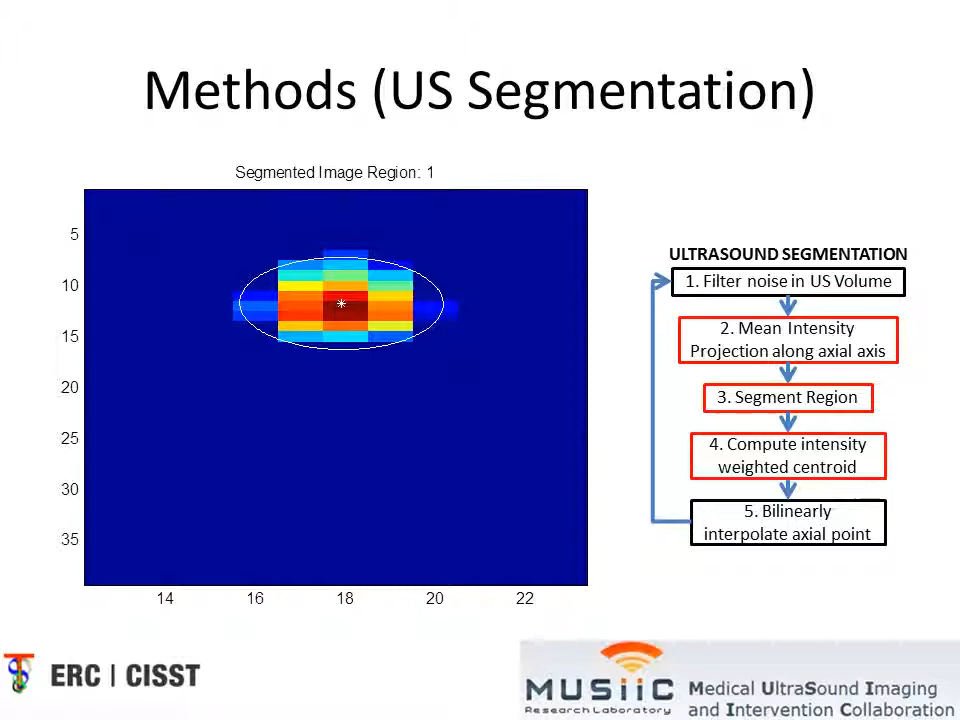 Methods (US Segmentation)
Segmented Image Region: 1
5
10
15
20
25
30
35
14 16 18 20 22
ULTRASOUND SEGMENTATION
1. Filter noise in US Volume
2. Mean Intensity
Projection along axial axis
3. Segment Region
4. Compute intensity
weighted centroid
5. Bilinearly
interpolate axial point
ERC | CISST
MUSiiC
Research Laboratory
Medical UltraSound Imaging
and Intervention Collaboration